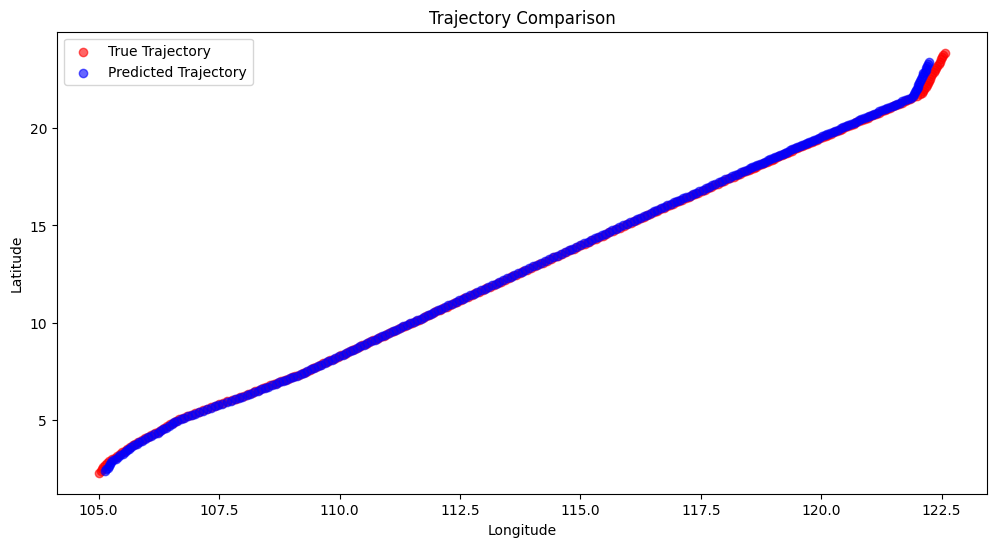 Trajectory Comparison
True Trajectory
Predicted Trajectory
Latitude
20
15
10
5
105.0 107.5 110.0 112.5 115.0 117.5 120.0 122.5
Longitude